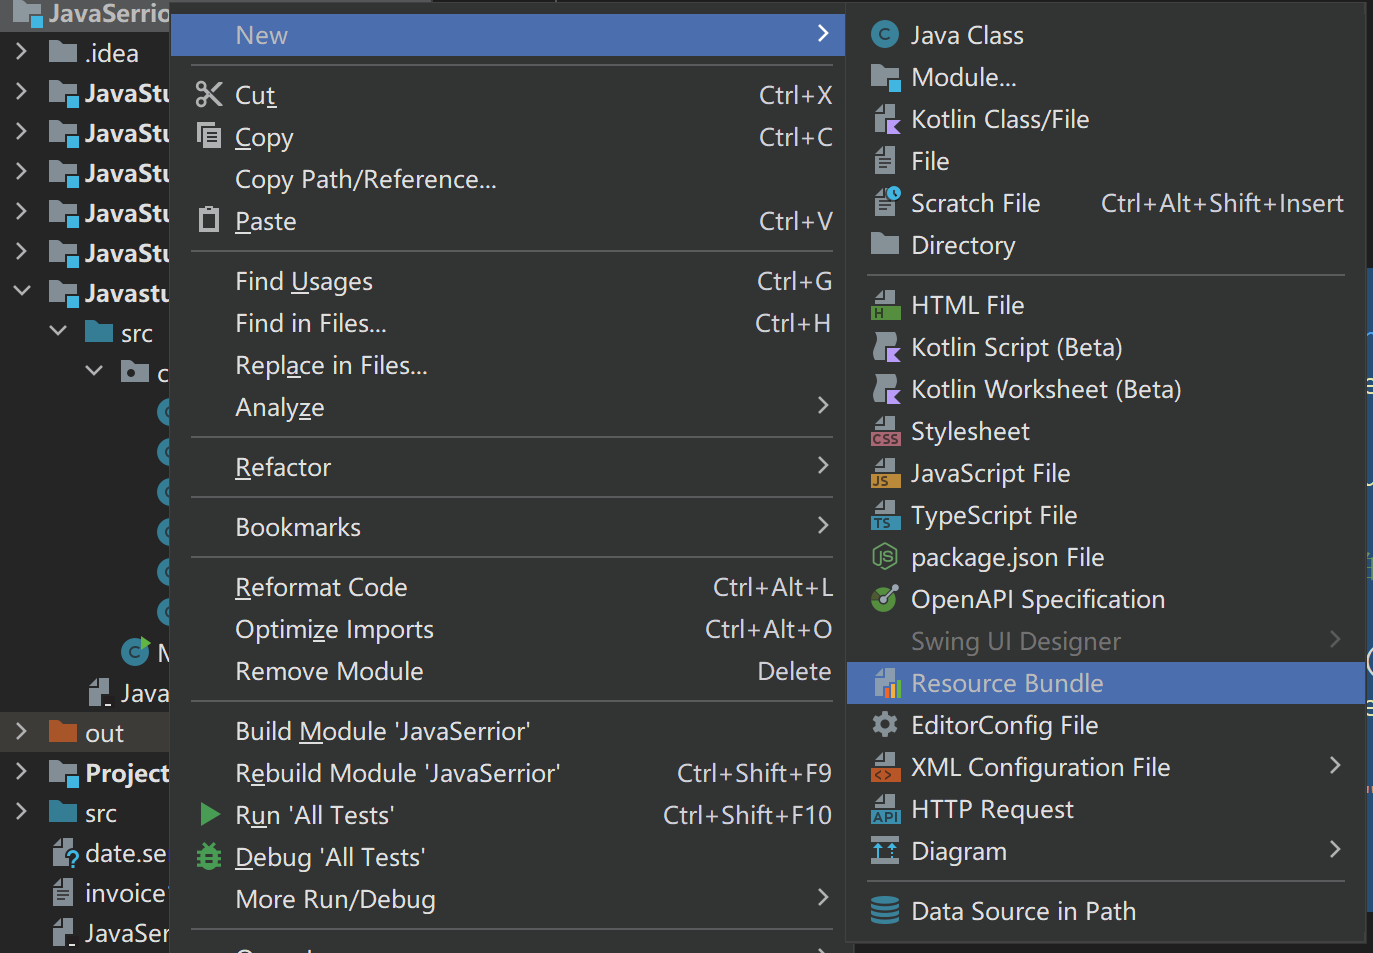 JavaSerrio
.idea
JavaStu
JavaStu
JavaStu
JavaStu
JavaStu
Javastu
src
c
M
Java
out
Project
src
date.se
invoice
JavaSer
New
Cut Ctrl+X
Copy Ctrl+C
Copy Path/Reference...
Paste Ctrl+V
Find Usages Ctrl+G
Find in Files... Ctrl+H
Replace in Files...
Analyze
Refactor
Bookmarks
Reformat Code Ctrl+Alt+L
Optimize Imports Ctrl+Alt+O
Remove Module Delete
Build Module 'JavaSerrior'
Rebuild Module 'JavaSerrior' Ctrl+Shift+F9
Run 'All Tests' Ctrl+Shift+F10
Debug 'All Tests'
More Run/Debug
Java Class
Module...
Kotlin Class/File
File
Scratch File Ctrl+Alt+Shift+Insert
Directory
HTML File
Kotlin Script (Beta)
Kotlin Worksheet (Beta)
Stylesheet
JavaScript File
TypeScript File
package.json File
OpenAPI Specification
Swing UI Designer
Resource Bundle
EditorConfig File
XML Configuration File
HTTP Request
Diagram
Data Source in Path